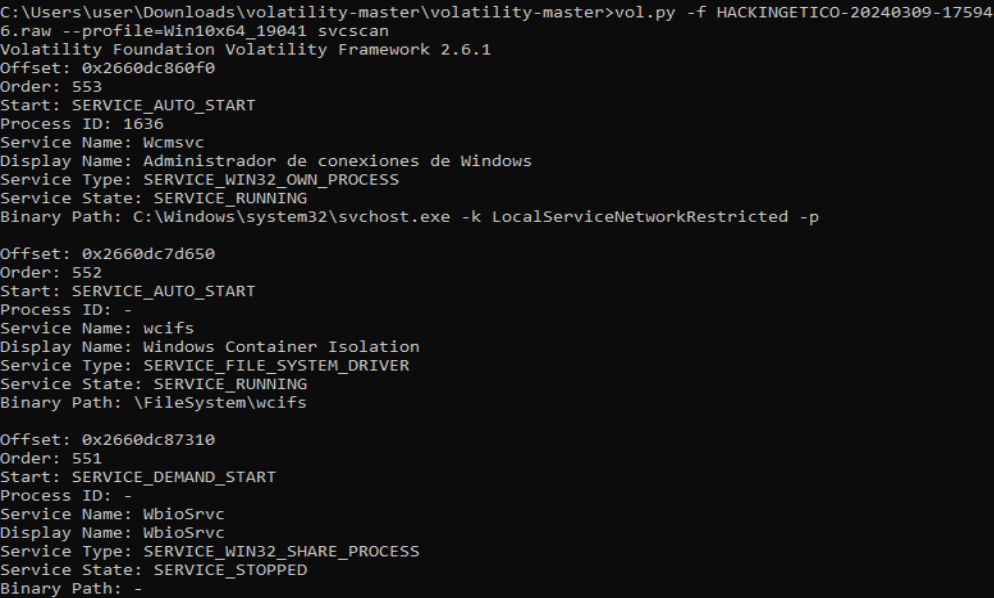 C:\Users\user\Downloads\volatility-master\volatility-master>vol.py -f HACKINGETICO-20240309-17594
6.raw --profile=Win10x64_19041 svcscan
Volatility Foundation Volatility Framework 2.6.1
Offset: 0x2660dc860f0
Order: 553
Start: SERVICE_AUTO_START
Process ID: 1636
Service Name: Wcmsvc
Display Name: Administrador de conexiones de Windows
Service Type: SERVICE_WIN32_OWN_PROCESS
Service State: SERVICE_RUNNING
Binary Path: C:\Windows\system32\svchost.exe -k LocalServiceNetworkRestricted -p

Offset: 0x2660dc7d650
Order: 552
Start: SERVICE_AUTO_START
Process ID: -
Service Name: wcifs
Display Name: Windows Container Isolation
Service Type: SERVICE_FILE_SYSTEM_DRIVER
Service State: SERVICE_RUNNING
Binary Path: \FileSystem\wcifs

Offset: 0x2660dc87310
Order: 551
Start: SERVICE_DEMAND_START
Process ID: -
Service Name: WbioSrvc
Display Name: WbioSrvc
Service Type: SERVICE_WIN32_SHARE_PROCESS
Service State: SERVICE_STOPPED
Binary Path: -